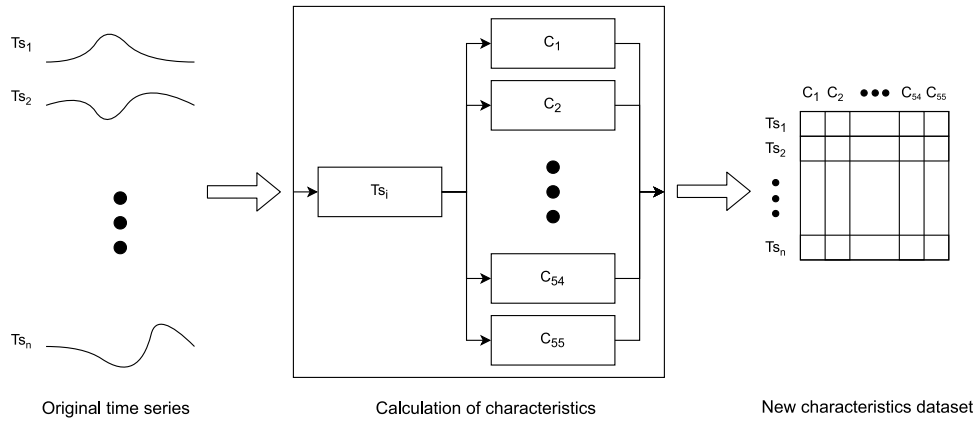 Ts1
Ts2
Tsn
Original time series
Tsi
C1
C2
C54
C55
Calculation of characteristics
C1 C2 C54 C55
Ts1
Ts2
Tsn
New characteristics dataset